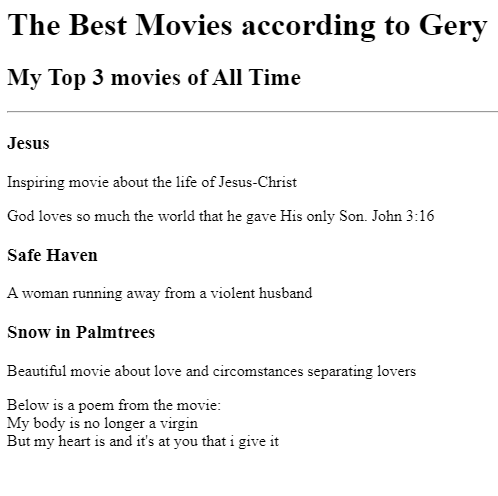 The Best Movies according to Gery
My Top 3 movies of All Time
Jesus
Inspiring movie about the life of Jesus-Christ
God loves so much the world that he gave His only Son. John 3:16
Safe Haven
A woman running away from a violent husband
Snow in Palmtrees
Beautiful movie about love and circomstances separating lovers
Below is a poem from the movie:
My body is no longer a virgin
But my heart is and it's at you that i give it